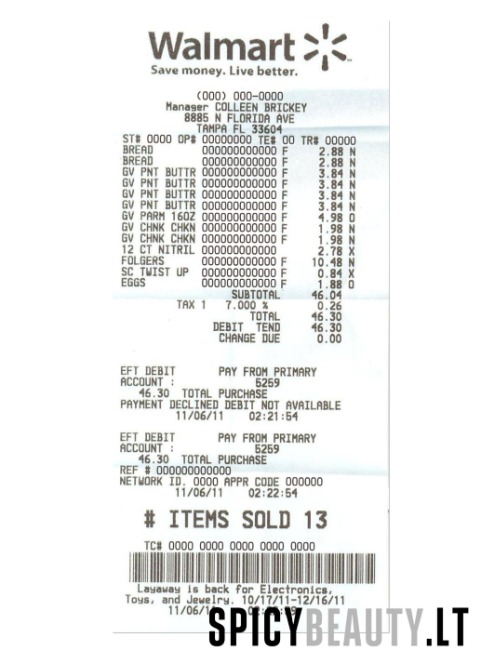 Walmart
Save money. Live better.
(000) 000-0000
Manager COLLEEN BRICKEY
8885 N FLORIDA AVE
TAMPA FL 33604
ST# 0000 OP# 00000000 TE# 00 TR# 00000
BREAD 000000000000 F 2.88 N
BREAD 000000000000 F 2.88 N
GV PNT BUTTR 000000000000 F 3.84 N
GV PNT BUTTR 000000000000 F 3.84 N
GV PNT BUTTR 000000000000 F 3.84 N
GV PNT BUTTR 000000000000 F 3.84 N
GV PARM 16OZ 000000000000 F 4.98 O
GV CHNK CHKN 000000000000 F 1.98 N
GV CHNK CHKN 000000000000 F 1.98 N
12 CT NITRIL 000000000000 2.78 X
FOLGERS 000000000000 F 10.48 N
SC TWIST UP 000000000000 F 0.84 X
EGGS 000000000000 F 1.88 O
SUBTOTAL 46.04
TAX 1 7.000 % 0.26
TOTAL 46.30
DEBIT TEND 46.30
CHANGE DUE 0.00
EFT DEBIT PAY FROM PRIMARY
ACCOUNT : 5259
46.30 TOTAL PURCHASE
PAYMENT DECLINED DEBIT NOT AVAILABLE
11/06/11 02:21:54
EFT DEBIT PAY FROM PRIMARY
ACCOUNT : 5259
46.30 TOTAL PURCHASE
REF # 000000000000
NETWORK ID. 0000 APPR CODE 000000
11/06/11 02:22:54
# ITEMS SOLD 13
TC# 0000 0000 0000 0000 0000
Layaway is back for Electronics,
Toys, and Jewelry. 10/17/11-12/16/11
11/06/11
SPICYBEAUTY.LT